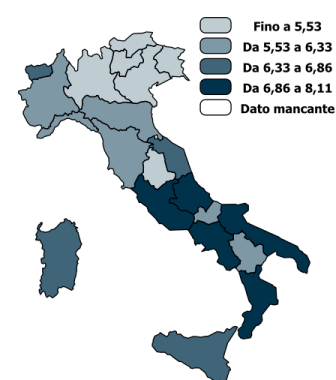 Fino a 5,53
Da 5,53 a 6,33
Da 6,33 a 6,86
Da 6,86 a 8,11
Dato mancante